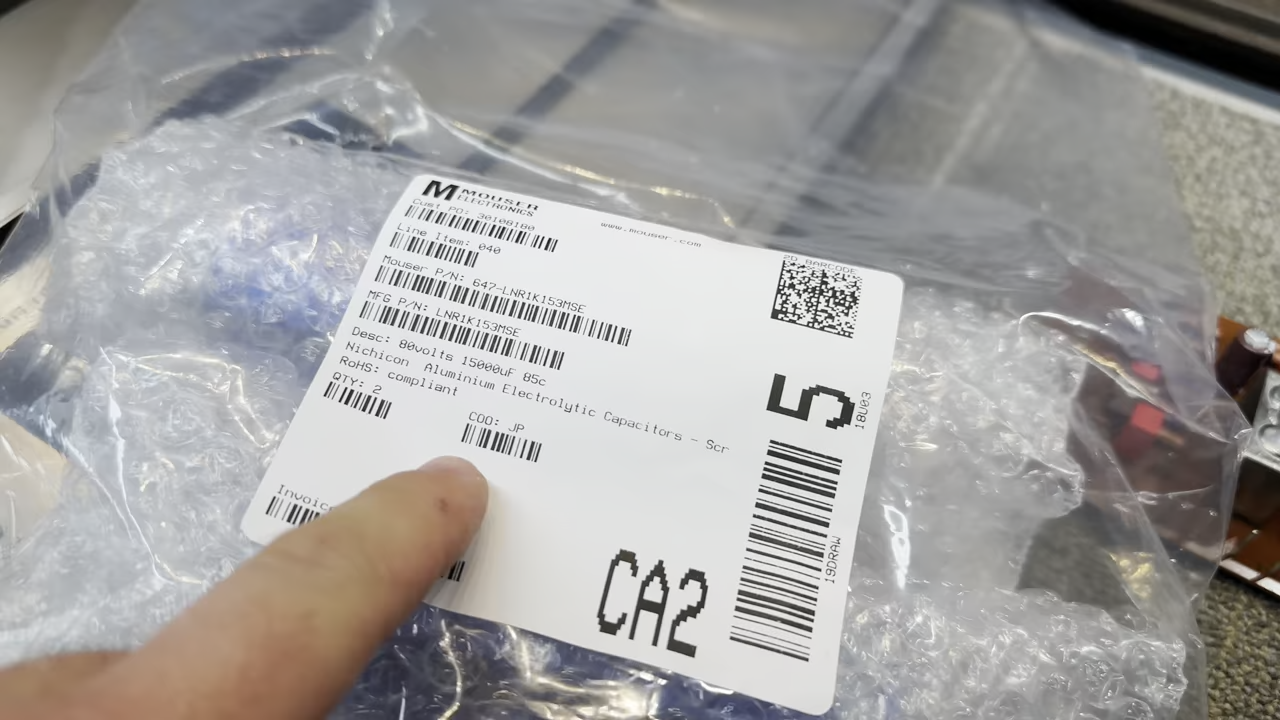 MOUSER
ELECTRONICS
www.mouser.com
Cust PO: 30108180
Line Item: 040
2D BARCODE
Mouser P/N: 647-LNR1K153MSE
MFG P/N: LNR1K153MSE
Desc: 80volts 15000uF 85c
Nichicon Aluminium Electrolytic Capacitors - Scr
RoHS: compliant
QTY: 2
COO: JP
5
18U03
19DRAW
CA2